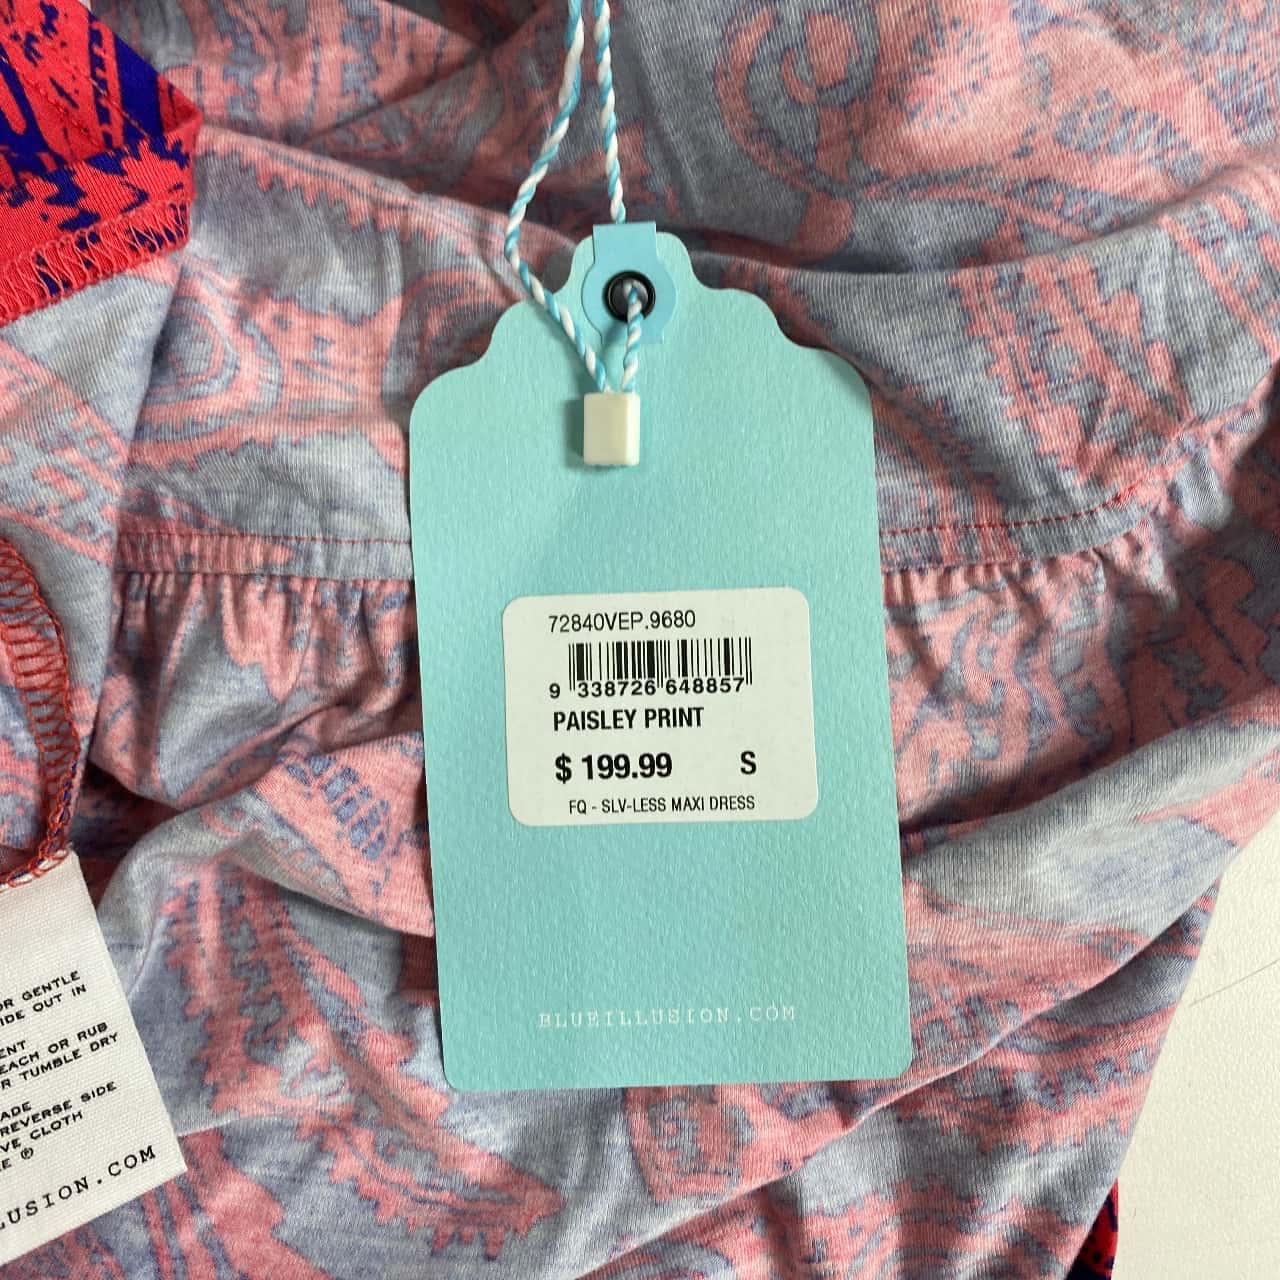 72840VEP.9680
9 338726 648857
PAISLEY PRINT
$ 199.99 S
FQ - SLV-LESS MAXI DRESS
BLUEILLUSION.COM
OR GENTLE
IDE OUT IN
ENT
EACH OR RUB
R TUMBLE DRY
ADE
REVERSE SIDE
VE CLOTH
E ®
LUSION.COM